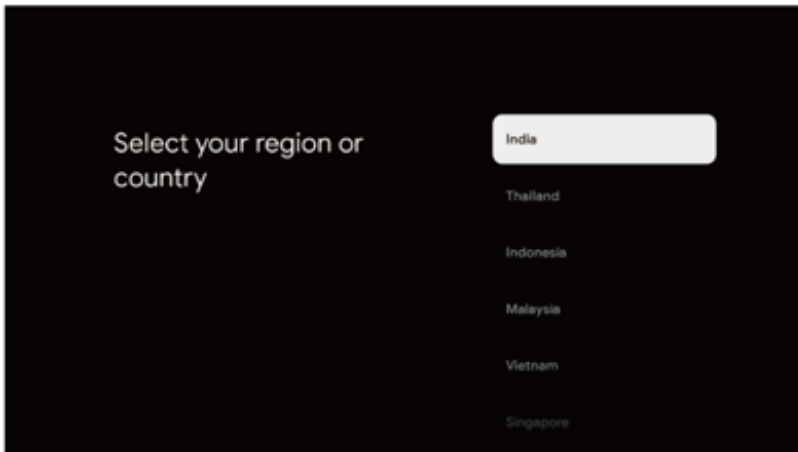 Select your region or
country
India
Thailand
Indonesia
Malaysia
Vietnam
Singapore